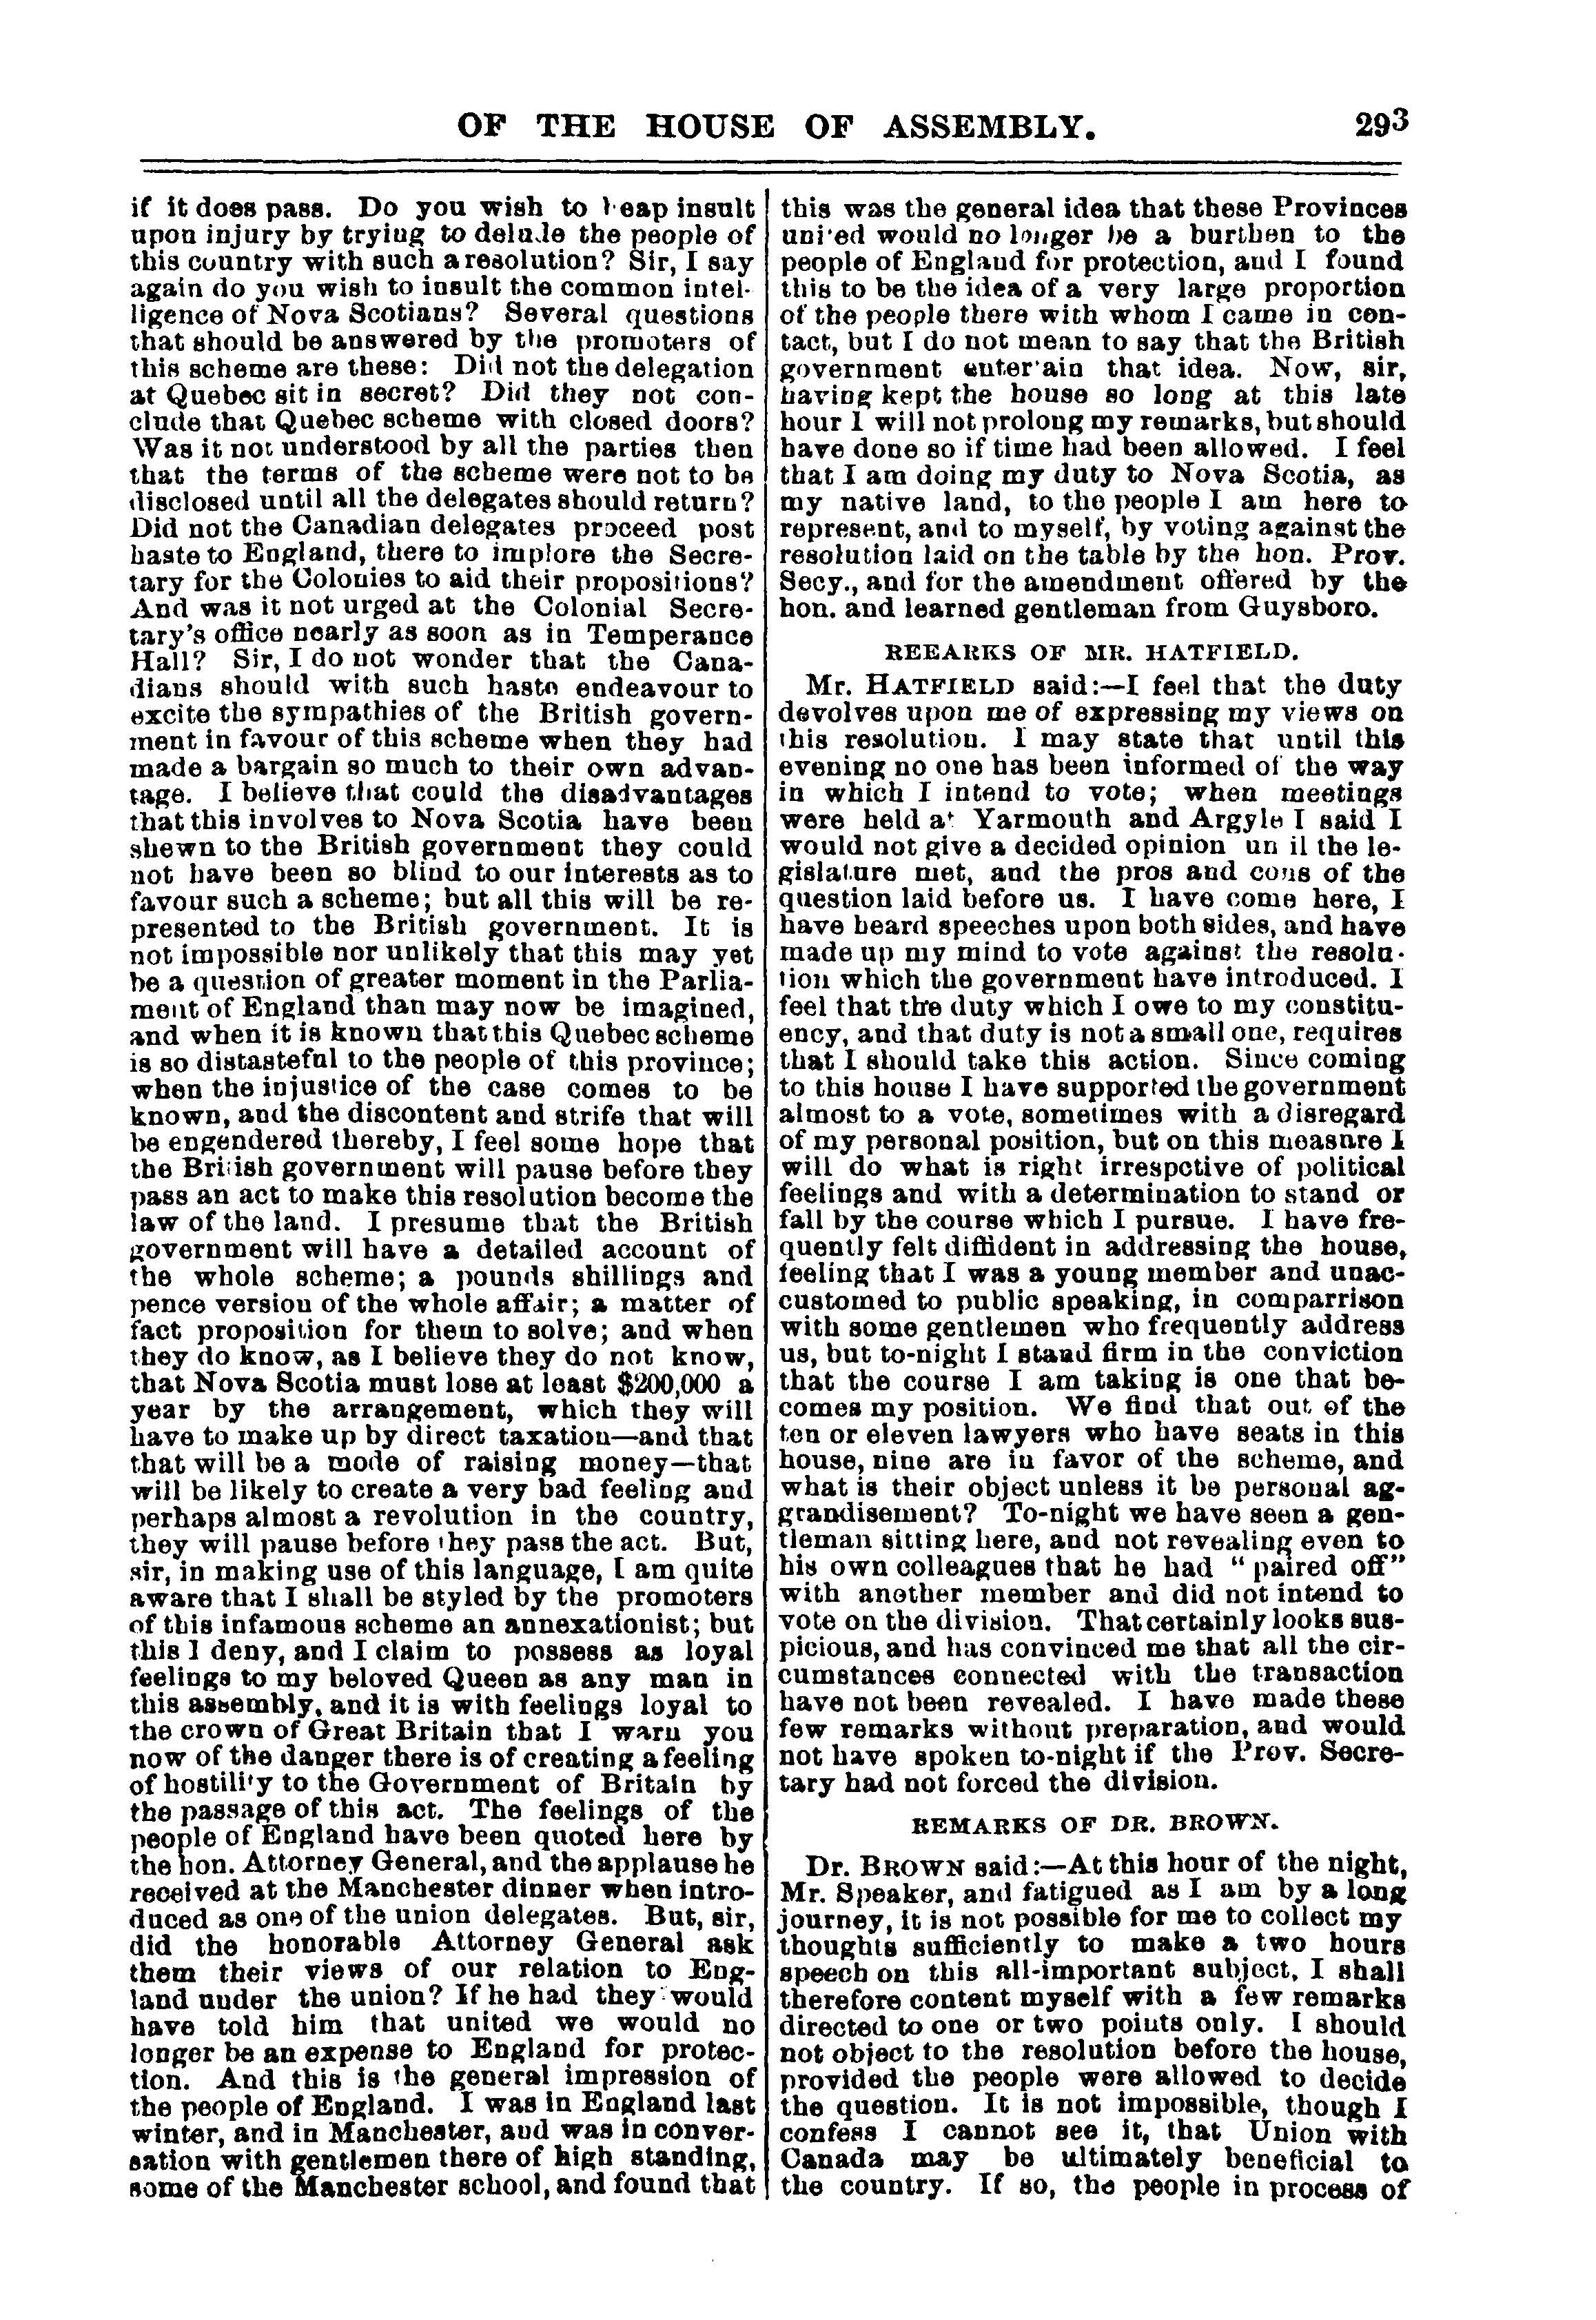 OF THE HOUSE OF ASSEMBLY. 293
if it does pass. Do you wish to heap insult
upon injury by trying to delude the people of
this country with such a resolution? Sir, I say
again do you wish to insult the common intel-
ligence of Nova Scotians? Several questions
that should be answered by the promoters of
this scheme are these: Did not the delegation
at Quebec sit in secret? Did they not con-
clude that Quebec scheme with closed doors?
Was it not understood by all the parties then
that the terms of the scheme were not to be
disclosed until all the delegates should return?
Did not the Canadian delegates proceed post
haste to England, there to implore the Secre-
tary for the Colonies to aid their propositions?
And was it not urged at the Colonial Secre-
tary's office nearly as soon as in Temperance
Hall? Sir, I do not wonder that the Cana-
dians should with such haste endeavour to
excite the sympathies of the British govern-
ment in favour of this scheme when they had
made a bargain so much to their own advan-
tage. I believe that could the disadvantages
that this involves to Nova Scotia have been
shewn to the British government they could
not have been so blind to our interests as to
favour such a scheme; but all this will be re-
presented to the British government. It is
not impossible nor unlikely that this may yet
be a question of greater moment in the Parlia-
ment of England than may now be imagined,
and when it is known that this Quebec scheme
is so distasteful to the people of this province;
when the injustice of the case comes to be
known, and the discontent and strife that will
be engendered thereby, I feel some hope that
the British government will pause before they
pass an act to make this resolution become the
law of the land. I presume that the British
government will have a detailed account of
the whole scheme; a pounds shillings and
pence version of the whole affair; a matter of
fact proposition for them to solve; and when
they do know, as I believe they do not know,
that Nova Scotia must lose at least $200,000 a
year by the arrangement, which they will
have to make up by direct taxation—and that
that will be a mode of raising money—that
will be likely to create a very bad feeling and
perhaps almost a revolution in the country,
they will pause before they pass the act. But,
sir, in making use of this language, I am quite
aware that I shall be styled by the promoters
of this infamous scheme an annexationist; but
this I deny, and I claim to possess as loyal
feelings to my beloved Queen as any man in
this assembly, and it is with feelings loyal to
the crown of Great Britain that I warn you
now of the danger there is of creating a feeling
of hostility to the Government of Britain by
the passage of this act. The feelings of the
people of England have been quoted here by
the hon. Attorney General, and the applause he
received at the Manchester dinner when intro-
duced as one of the union delegates. But, sir,
did the honorable Attorney General ask
them their views of our relation to Eng-
land under the union? If he had they would
have told him that united we would no
longer be an expense to England for protec-
tion. And this is the general impression of
the people of England. I was in England last
winter, and in Manchester, and was in conver-
sation with gentlemen there of high standing,
some of the Manchester school, and found that
this was the general idea that these Provinces
united would no longer be a burthen to the
people of England for protection, and I found
this to be the idea of a very large proportion
of the people there with whom I came in con-
tact, but I do not mean to say that the British
government entertain that idea. Now, sir,
having kept the house so long at this late
hour I will not prolong my remarks, but should
have done so if time had been allowed. I feel
that I am doing my duty to Nova Scotia, as
my native land, to the people I am here to
represent, and to myself, by voting against the
resolution laid on the table by the hon. Prov.
Secy., and for the amendment offered by the
hon. and learned gentleman from Guysboro.
REEARKS OF MR. HATFIELD.
Mr. HATFIELD said:—I feel that the duty
devolves upon me of expressing my views on
this resolution. I may state that until this
evening no one has been informed of the way
in which I intend to vote; when meetings
were held at Yarmouth and Argyle I said I
would not give a decided opinion until the le-
gislature met, and the pros and cons of the
question laid before us. I have come here, I
have heard speeches upon both sides, and have
made up my mind to vote against the resolu-
tion which the government have introduced. I
feel that the duty which I owe to my constitu-
ency, and that duty is not a small one, requires
that I should take this action. Since coming
to this house I have supported the government
almost to a vote, sometimes with a disregard
of my personal position, but on this measure I
will do what is right irrespctive of political
feelings and with a determination to stand or
fall by the course which I pursue. I have fre-
quently felt diffident in addressing the house,
feeling that I was a young member and unac-
customed to public speaking, in comparrison
with some gentlemen who frequently address
us, but to-night I stand firm in the conviction
that the course I am taking is one that be-
comes my position. We find that out of the
ten or eleven lawyers who have seats in this
house, nine are in favor of the scheme, and
what is their object unless it be personal ag-
grandisement? To-night we have seen a gen-
tleman sitting here, and not revealing even to
his own colleagues that he had "paired off"
with another member and did not intend to
vote on the division. That certainly looks sus-
picious, and has convinced me that all the cir-
cumstances connected with the transaction
have not been revealed. I have made these
few remarks without preparation, and would
not have spoken to-night if the Prov. Secre-
tary had not forced the division.
REMARKS OF DR. BROWN.
Dr. BROWN said:—At this hour of the night,
Mr. Speaker, and fatigued as I am by a long
journey, it is not possible for me to collect my
thoughts sufficiently to make a two hours
speech on this all-important subject, I shall
therefore content myself with a few remarks
directed to one or two points only. I should
not object to the resolution before the house,
provided the people were allowed to decide
the question. It is not impossible, though I
confess I cannot see it, that Union with
Canada may be ultimately beneficial to
the country. If so, the people in process of